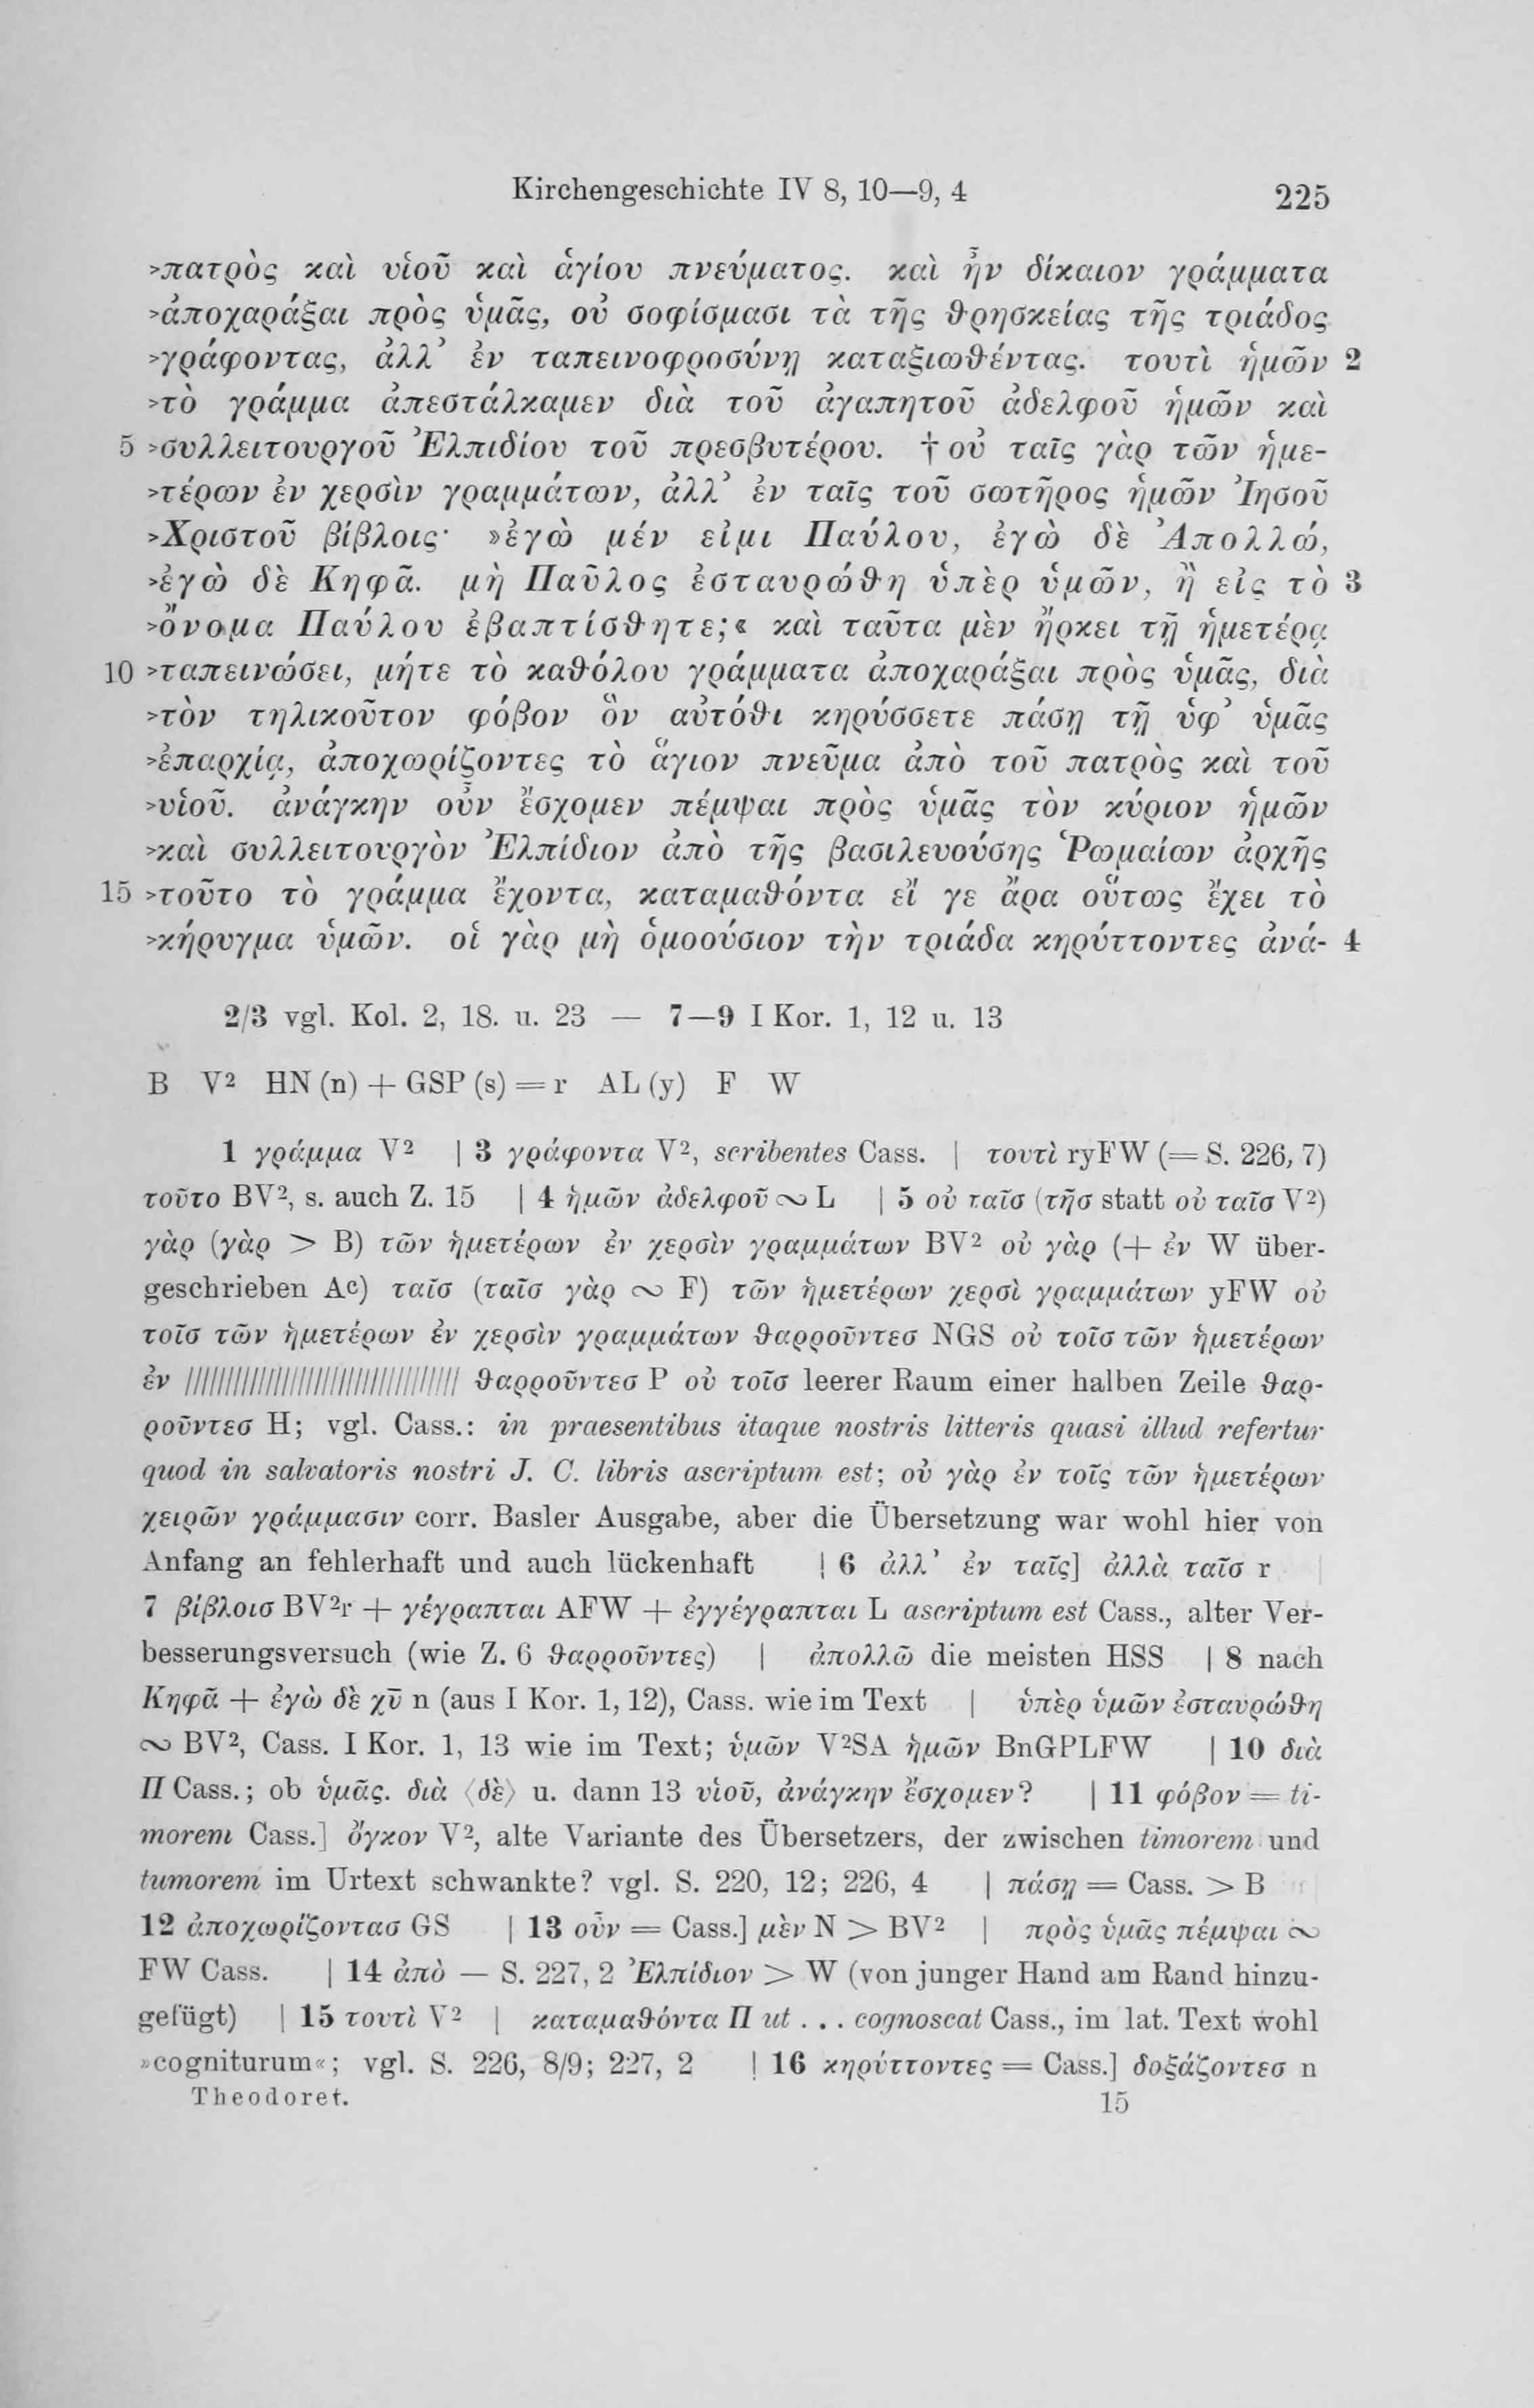 Kirchengeschichte IV 8, 10—9, 4 225
>πατρὸς καὶ υἱοῦ καὶ ἁγίου πνεύματος. καὶ ἦν δίκαιον γράμματα
>ἀποχαράξαι πρὸς ὑμᾶς, οὐ σοφίσμασι τὰ τῆς θρησκείας τῆς τριάδος
>γράφοντας, ἀλλ’ ἐν ταπεινοφροσύνῃ καταξιωθέντας. τουτὶ ἡμῶν 2
>τὸ γράμμα ἀπεστάλκαμεν διὰ τοῦ ἀγαπητοῦ ἀδελφοῦ ἡμῶν καὶ
5 >συλλειτουργοῦ Ἐλπιδίου τοῦ πρεσβυτέρου. † οὐ ταῖς γὰρ τῶν ἡμε-
>τέρων ἐν χερσὶν γραμμάτων, ἀλλ’ ἐν ταῖς τοῦ σωτῆρος ἡμῶν Ἰησοῦ
>Χριστοῦ βίβλοις· »ἐγὼ μέν εἰμι Παύλου, ἐγὼ δὲ Ἀπολλώ,
>ἐγὼ δὲ Κηφᾶ. μὴ Παῦλος ἐσταυρώθη ὑπὲρ ὑμῶν, ἢ εἰς τὸ 3
>ὄνομα Παύλου ἐβαπτίσθητε;« καὶ ταῦτα μὲν ἤρκει τῇ ἡμετέρᾳ
10 >ταπεινώσει, μήτε τὸ καθόλου γράμματα ἀποχαράξαι πρὸς ὑμᾶς, διὰ
>τὸν τηλικοῦτον φόβον ὃν αὐτόθι κηρύσσετε πάσῃ τῇ ὑφ’ ὑμᾶς
>ἐπαρχίᾳ, ἀποχωρίζοντες τὸ ἅγιον πνεῦμα ἀπὸ τοῦ πατρὸς καὶ τοῦ
>υἱοῦ. ἀνάγκην οὖν ἔσχομεν πέμψαι πρὸς ὑμᾶς τὸν κύριον ἡμῶν
>καὶ συλλειτουργὸν Ἐλπίδιον ἀπὸ τῆς βασιλευούσης Ῥωμαίων ἀρχῆς
15 >τοῦτο τὸ γράμμα ἔχοντα, καταμαθόντα εἴ γε ἄρα οὕτως ἔχει τὸ
>κήρυγμα ὑμῶν. οἱ γὰρ μὴ ὁμοούσιον τὴν τριάδα κηρύττοντες ἀνά- 4
2/3 vgl. Kol. 2, 18. u. 23 — 7—9 I Kor. 1, 12 u. 13
B V² HN (n) + GSP (s) = r AL (y) F W
1 γράμμα V² | 3 γράφοντα V², scribentes Cass. | τουτὶ ryFW (= S. 226, 7)
τοῦτο BV², s. auch Z. 15 | 4 ἡμῶν ἀδελφοῦ ∾ L | 5 οὐ ταῖσ (τῆσ statt οὐ ταῖσ V²)
γὰρ (γὰρ > B) τῶν ἡμετέρων ἐν χερσὶν γραμμάτων BV² οὐ γὰρ (+ ἐν W über-
geschrieben Aᶜ) ταῖσ (ταῖσ γὰρ ∾ F) τῶν ἡμετέρων χερσὶ γραμμάτων yFW οὐ
τοῖσ τῶν ἡμετέρων ἐν χερσὶν γραμμάτων θαρροῦντεσ NGS οὐ τοῖσ τῶν ἡμετέρων
ἐν ////////////////////////////////// θαρροῦντεσ P οὐ τοῖσ leerer Raum einer halben Zeile θαρ-
ροῦντεσ H; vgl. Cass.: in praesentibus itaque nostris litteris quasi illud refertur
quod in salvatoris nostri J. C. libris ascriptum est; οὐ γὰρ ἐν τοῖς τῶν ἡμετέρων
χειρῶν γράμμασιν corr. Basler Ausgabe, aber die Übersetzung war wohl hier von
Anfang an fehlerhaft und auch lückenhaft | 6 ἀλλ’ ἐν ταῖς] ἀλλὰ ταῖσ r
7 βίβλοισ BV²r + γέγραπται AFW + ἐγγέγραπται L ascriptum est Cass., alter Ver-
besserungsversuch (wie Z. 6 θαρροῦντες) | ἀπολλῶ die meisten HSS | 8 nach
Κηφᾶ + ἐγὼ δὲ χῡ n (aus I Kor. 1, 12), Cass. wie im Text | ὑπὲρ ὑμῶν ἐσταυρώθη
∾ BV², Cass. I Kor. 1, 13 wie im Text; ὑμῶν V²SA ἡμῶν BnGPLFW | 10 διὰ
Π Cass.; ob ὑμᾶς. διὰ ⟨δὲ⟩ u. dann 13 υἱοῦ, ἀνάγκην ἔσχομεν? | 11 φόβον = ti-
morem Cass.] ὄγκον V², alte Variante des Übersetzers, der zwischen timorem und
tumorem im Urtext schwankte? vgl. S. 220, 12; 226, 4 | πάσῃ = Cass. > B
12 ἀποχωρίζοντασ GS | 13 οὖν = Cass.] μὲν N > BV² | πρὸς ὑμᾶς πέμψαι ∾
FW Cass. | 14 ἀπὸ — S. 227, 2 Ἐλπίδιον > W (von junger Hand am Rand hinzu-
gefügt) | 15 τουτὶ V² | καταμαθόντα Π ut . . . cognoscat Cass., im lat. Text wohl
»cogniturum«; vgl. S. 226, 8/9; 227, 2 | 16 κηρύττοντες = Cass.] δοξάζοντεσ n
Theodoret. 15